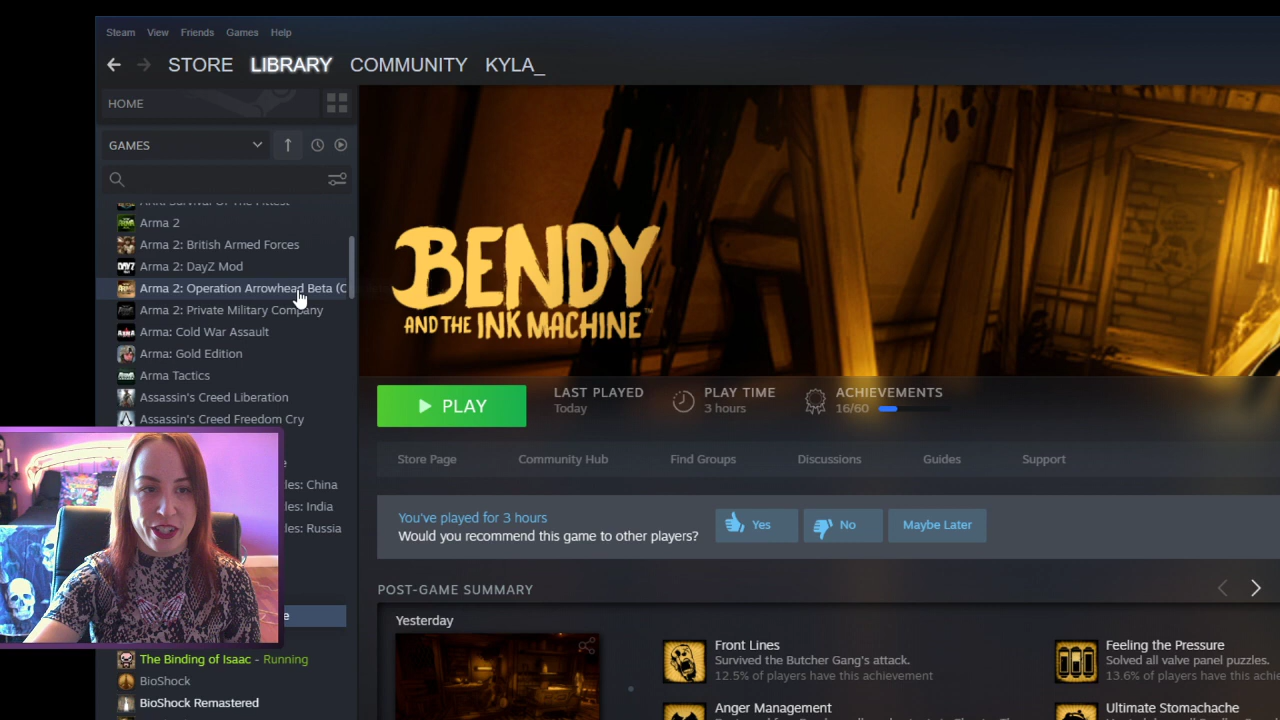 Steam View Friends Games Help
STORE LIBRARY COMMUNITY KYLA_
HOME
GAMES
ARK: Survival Of The Fittest
Arma 2
Arma 2: British Armed Forces
Arma 2: DayZ Mod
Arma 2: Operation Arrowhead Beta (O
Arma 2: Private Military Company
Arma: Cold War Assault
Arma: Gold Edition
Arma Tactics
Assassin's Creed Liberation
Assassin's Creed Freedom Cry
e
les: China
les: India
les: Russia
e
The Binding of Isaac - Running
BioShock
BioShock Remastered
BENDY
AND THE INK MACHINE
PLAY
LAST PLAYED
Today
PLAY TIME
3 hours
ACHIEVEMENTS
16/60
Store Page Community Hub Find Groups Discussions Guides Support
You've played for 3 hours
Would you recommend this game to other players?
Yes No Maybe Later
POST-GAME SUMMARY
Yesterday
Front Lines
Survived the Butcher Gang's attack.
12.5% of players have this achievement
Feeling the Pressure
Solved all valve panel puzzles.
13.6% of players have this achie
Anger Management
Ultimate Stomachache